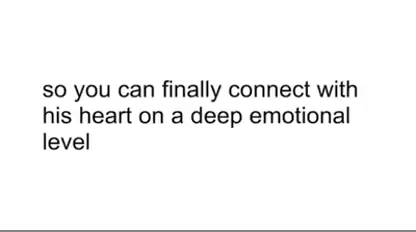 so you can finally connect with
his heart on a deep emotional
level